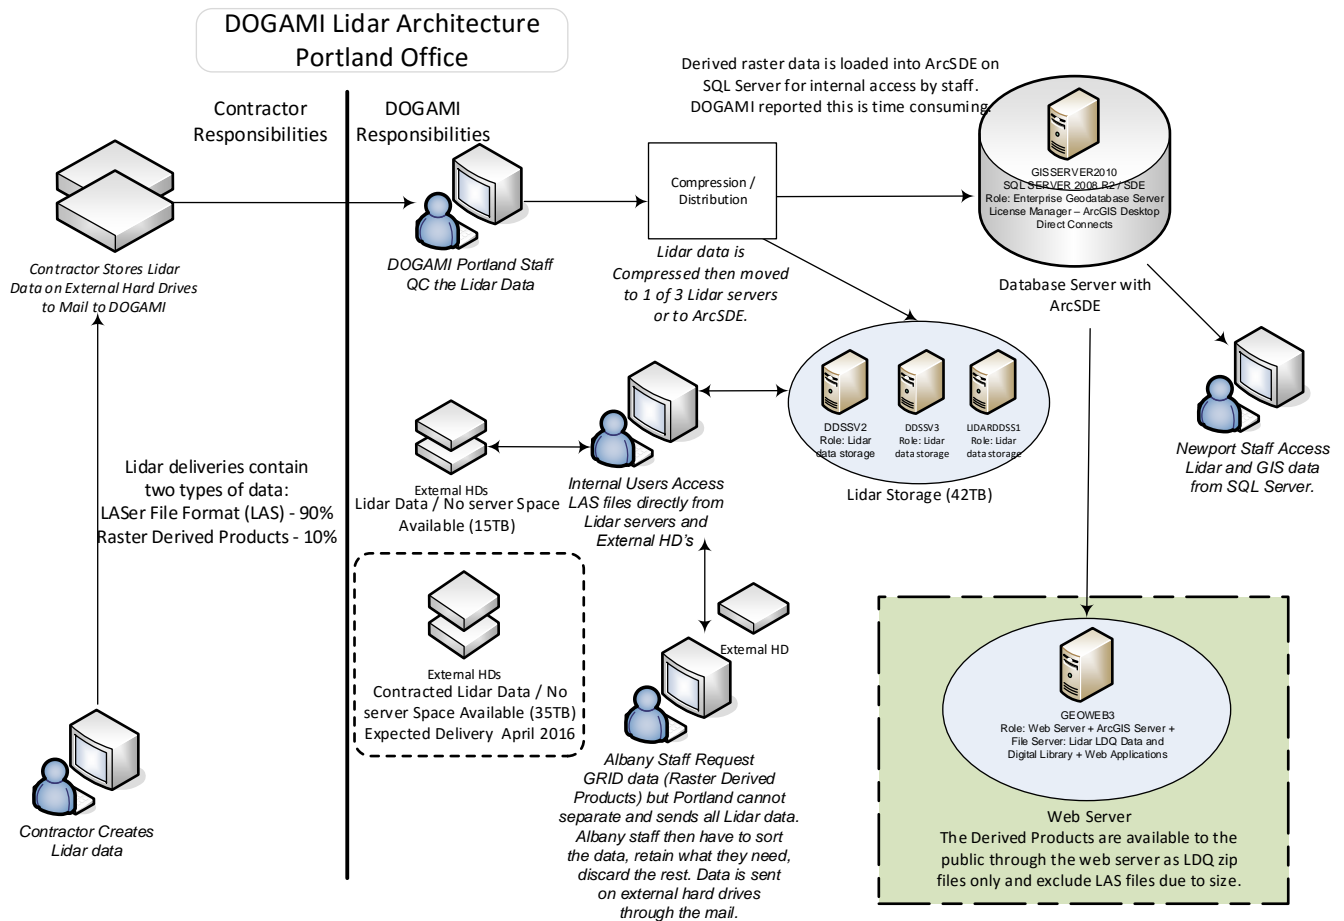 DOGAMI Lidar Architecture
Portland Office
Contractor
Responsibilities
DOGAMI
Responsibilities
Derived raster data is loaded into ArcSDE on
SQL Server for internal access by staff.
DOGAMI reported this is time consuming.
Compression /
Distribution
GISSERVER2010
SQL SERVER 2008 R2 / SDE
Role: Enterprise Geodatabase Server
License Manager – ArcGIS Desktop
Direct Connects
Database Server with
ArcSDE
Contractor Stores Lidar
Data on External Hard Drives
to Mail to DOGAMI
DOGAMI Portland Staff
QC the Lidar Data
Lidar data is
Compressed then moved
to 1 of 3 Lidar servers
or to ArcSDE.
DDSSV2
Role: Lidar
data storage
DDSSV3
Role: Lidar
data storage
LIDARDDSS1
Role: Lidar
data storage
Lidar Storage (42TB)
Newport Staff Access
Lidar and GIS data
from SQL Server.
Lidar deliveries contain
two types of data:
LASer File Format (LAS) - 90%
Raster Derived Products - 10%
External HDs
Lidar Data / No server Space
Available (15TB)
Internal Users Access
LAS files directly from
Lidar servers and
External HD's
External HDs
Contracted Lidar Data / No
server Space Available (35TB)
Expected Delivery April 2016
External HD
Albany Staff Request
GRID data (Raster Derived
Products) but Portland cannot
separate and sends all Lidar data.
Albany staff then have to sort
the data, retain what they need,
discard the rest. Data is sent
on external hard drives
through the mail.
Contractor Creates
Lidar data
GEOWEB3
Role: Web Server + ArcGIS Server +
File Server: Lidar LDQ Data and
Digital Library + Web Applications
Web Server
The Derived Products are available to the
public through the web server as LDQ zip
files only and exclude LAS files due to size.